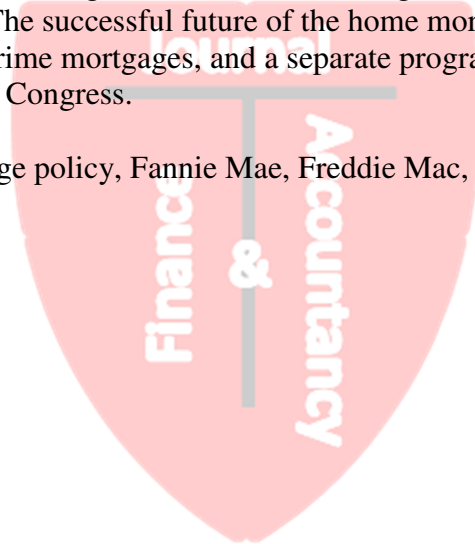 The successful future of the home mor
rime mortgages, and a separate progra
Congress.
ge policy, Fannie Mae, Freddie Mac,
Journal
Finance
&
Accountancy